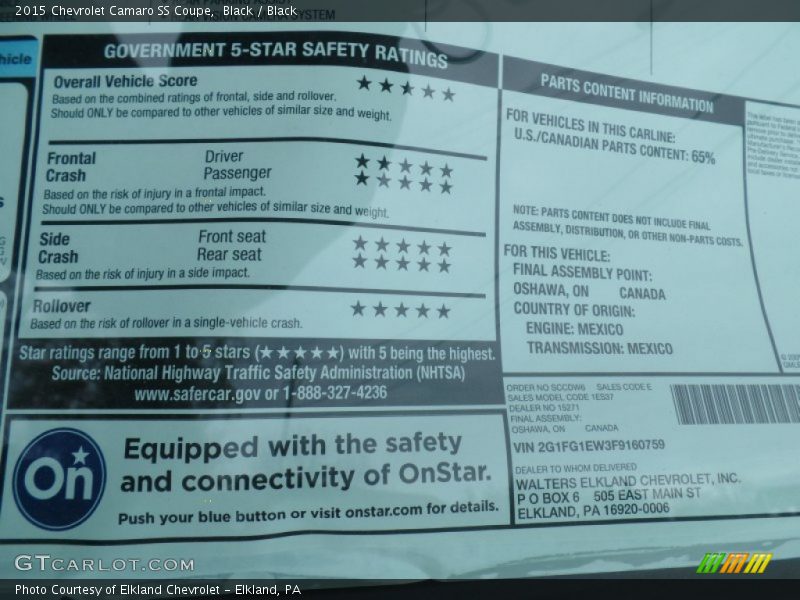 2015 Chevrolet Camaro SS Coupe, Black / Black
SYSTEM
hicle
GOVERNMENT 5-STAR SAFETY RATINGS
Overall Vehicle Score ★★★★★
Based on the combined ratings of frontal, side and rollover.
Should ONLY be compared to other vehicles of similar size and weight.
Frontal Driver ★★★★★
Crash Passenger ★★★★★
Based on the risk of injury in a frontal impact.
Should ONLY be compared to other vehicles of similar size and weight.
Side Front seat ★★★★★
Crash Rear seat ★★★★★
Based on the risk of injury in a side impact.
Rollover ★★★★★
Based on the risk of rollover in a single-vehicle crash.
Star ratings range from 1 to 5 stars (★★★★★) with 5 being the highest.
Source: National Highway Traffic Safety Administration (NHTSA)
www.safercar.gov or 1-888-327-4236
On
Equipped with the safety
and connectivity of OnStar.
Push your blue button or visit onstar.com for details.
PARTS CONTENT INFORMATION
FOR VEHICLES IN THIS CARLINE:
U.S./CANADIAN PARTS CONTENT: 65%
NOTE: PARTS CONTENT DOES NOT INCLUDE FINAL
ASSEMBLY, DISTRIBUTION, OR OTHER NON-PARTS COSTS.
FOR THIS VEHICLE:
FINAL ASSEMBLY POINT:
OSHAWA, ON CANADA
COUNTRY OF ORIGIN:
ENGINE: MEXICO
TRANSMISSION: MEXICO
ORDER NO SCCDW6 SALES CODE E
SALES MODEL CODE 1ES37
DEALER NO 15271
FINAL ASSEMBLY:
OSHAWA, ON CANADA
VIN 2G1FG1EW3F9160759
DEALER TO WHOM DELIVERED
WALTERS ELKLAND CHEVROLET, INC.
P O BOX 6 505 EAST MAIN ST
ELKLAND, PA 16920-0006
GTCARLOT.COM
Photo Courtesy of Elkland Chevrolet - Elkland, PA